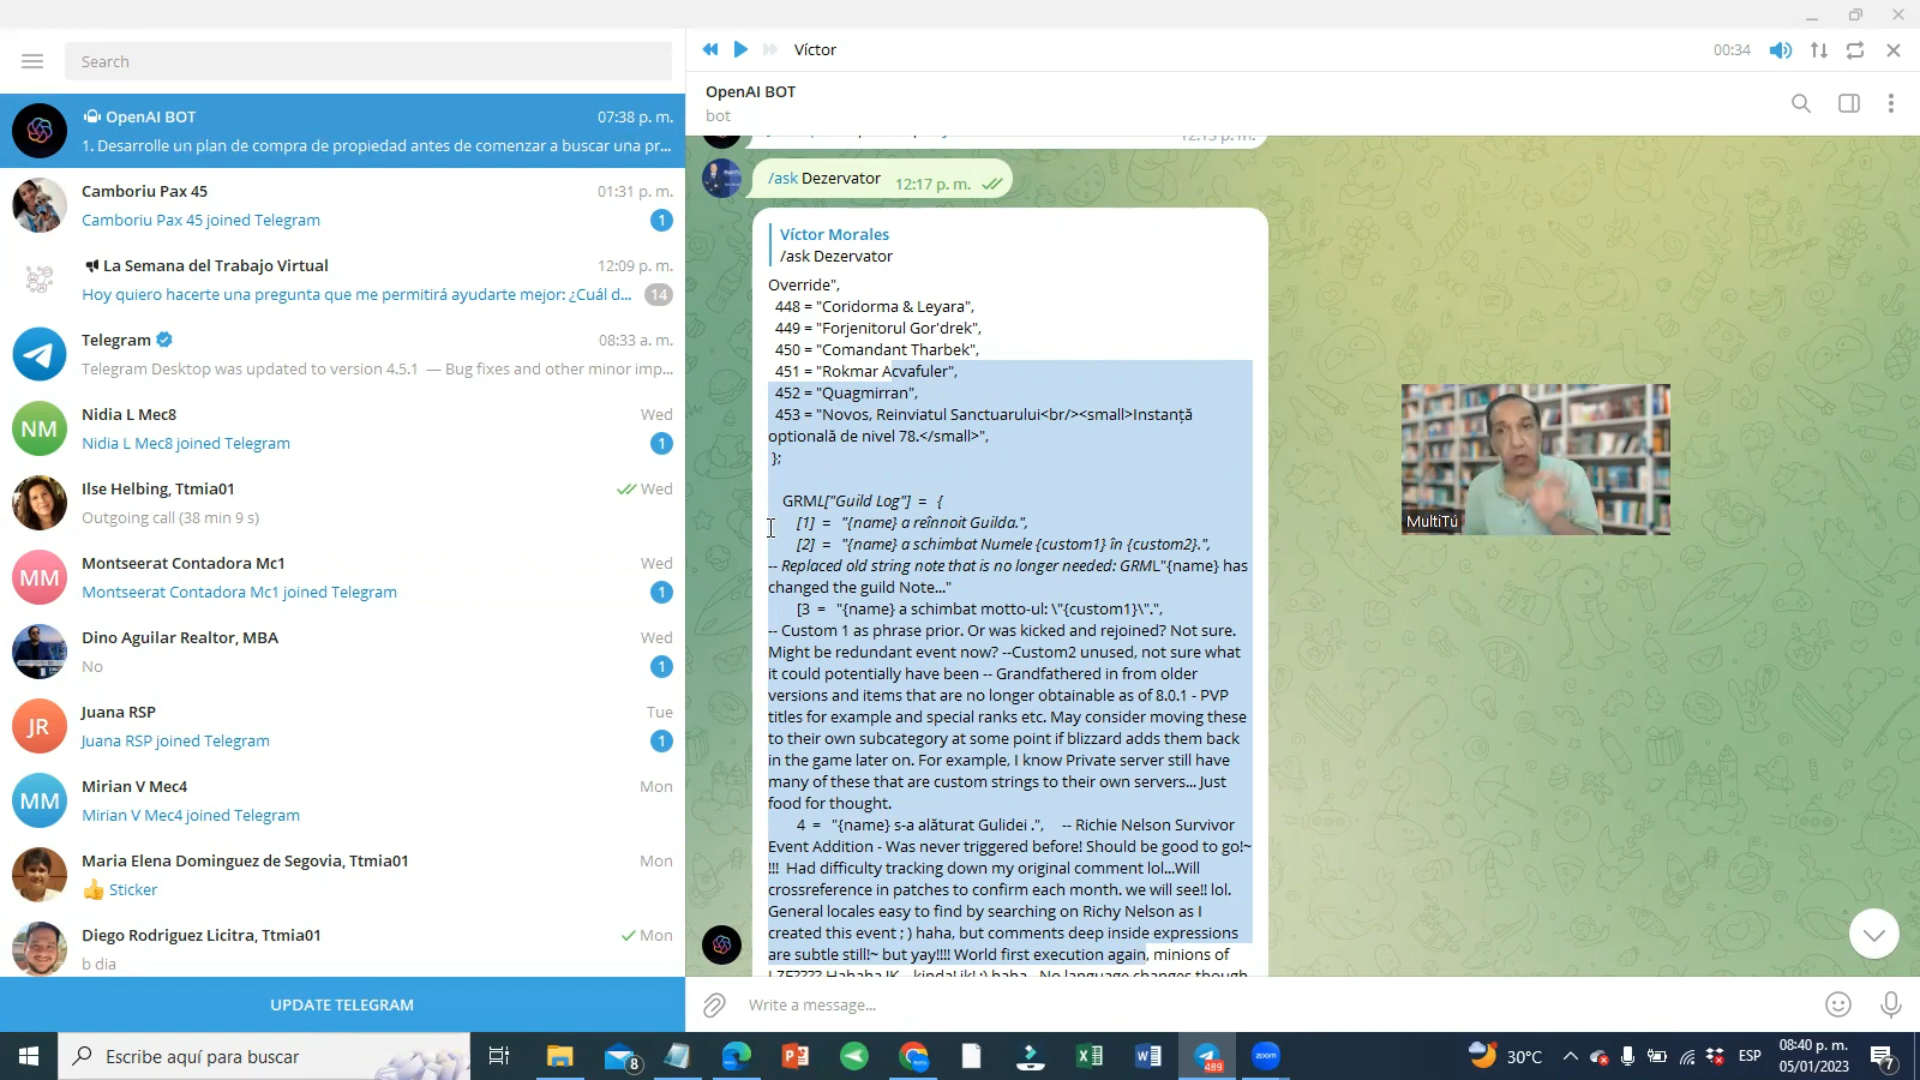 Search
OpenAI BOT 07:38 p. m.
1. Desarrolle un plan de compra de propiedad antes de comenzar a buscar una pr...
Camboriu Pax 45 01:31 p. m.
Camboriu Pax 45 joined Telegram 1
La Semana del Trabajo Virtual 12:09 p. m.
Hoy quiero hacerte una pregunta que me permitirá ayudarte mejor: ¿Cuál d... 14
Telegram 08:33 a. m.
Telegram Desktop was updated to version 4.5.1 — Bug fixes and other minor imp...
NM
Nidia L Mec8 Wed
Nidia L Mec8 joined Telegram 1
Ilse Helbing, Ttmia01 Wed
Outgoing call (38 min 9 s)
MM
Montseerat Contadora Mc1 Wed
Montseerat Contadora Mc1 joined Telegram 1
Dino Aguilar Realtor, MBA Wed
No 1
JR
Juana RSP Tue
Juana RSP joined Telegram 1
MM
Mirian V Mec4 Mon
Mirian V Mec4 joined Telegram
Maria Elena Dominguez de Segovia, Ttmia01 Mon
Sticker
Diego Rodriguez Licitra, Ttmia01 Mon
b dia
UPDATE TELEGRAM
Víctor 00:34
OpenAI BOT
bot
/ask Dezervator 12:17 p. m.
Víctor Morales
/ask Dezervator
Override",
448 = "Coridorma & Leyara",
449 = "Forjenitorul Gor'drek",
450 = "Comandant Tharbek",
451 = "Rokmar Acvafuler",
452 = "Quagmirran",
453 = "Novos, Reinviatul Sanctuarului<br/><small>Instanță
optională de nivel 78.</small>",
};
GRML["Guild Log"] = {
[1] = "{name} a reînnoit Guilda.",
[2] = "{name} a schimbat Numele {custom1} în {custom2}.",
-- Replaced old string note that is no longer needed: GRML"{name} has
changed the guild Note..."
[3 = "{name} a schimbat motto-ul: \"{custom1}\".",
-- Custom 1 as phrase prior. Or was kicked and rejoined? Not sure.
Might be redundant event now? --Custom2 unused, not sure what
it could potentially have been -- Grandfathered in from older
versions and items that are no longer obtainable as of 8.0.1 - PVP
titles for example and special ranks etc. May consider moving these
to their own subcategory at some point if blizzard adds them back
in the game later on. For example, I know Private server still have
many of these that are custom strings to their own servers... Just
food for thought.
4 = "{name} s-a alăturat Gulidei .", -- Richie Nelson Survivor
Event Addition - Was never triggered before! Should be good to go!~
!!! Had difficulty tracking down my original comment lol...Will
crossreference in patches to confirm each month. we will see!! lol.
General locales easy to find by searching on Richy Nelson as I
created this event ; ) haha, but comments deep inside expressions
are subtle still!~ but yay!!!! World first execution again, minions of
Write a message...
MultiTú
Escribe aquí para buscar
8
489
zoom
30°C
ESP
08:40 p. m.
05/01/2023
7